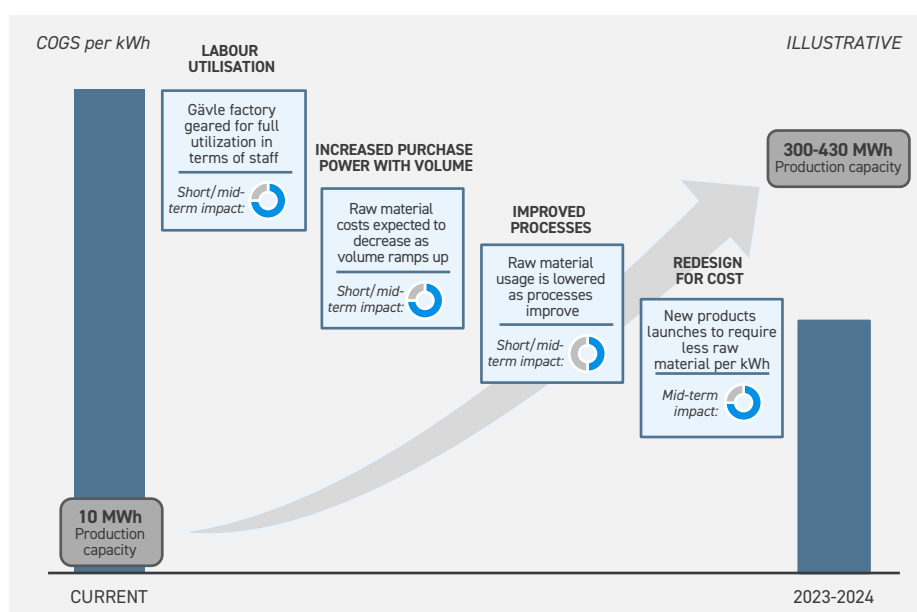 COGS per kWh
ILLUSTRATIVE
LABOUR
UTILISATION
Gävle factory
geared for full
utilization in
terms of staff
Short/mid-
term impact:
INCREASED PURCHASE
POWER WITH VOLUME
Raw material
costs expected to
decrease as
volume ramps up
Short/mid-
term impact:
IMPROVED
PROCESSES
Raw material
usage is lowered
as processes
improve
Short/mid-
term impact:
REDESIGN
FOR COST
New products
launches to require
less raw
material per kWh
Mid-term
impact:
300-430 MWh
Production capacity
10 MWh
Production
capacity
CURRENT
2023-2024